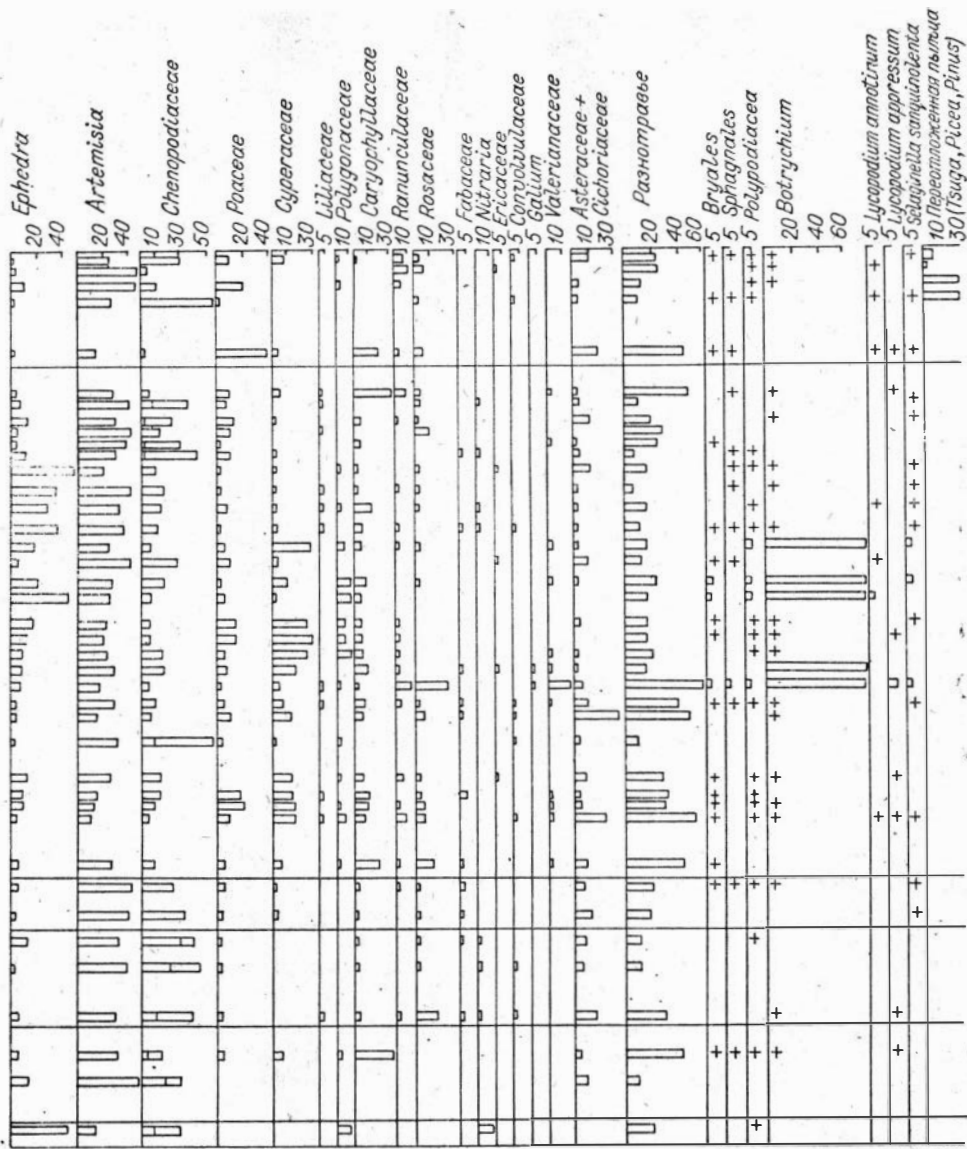 Ephedra
20
40
Artemisia
20
40
Chenopodiaceae
10
30
50
Poaceae
20
40
Cyperaceae
10
30
Liliaceae
5
Polygonaceae
10
Caryophyllaceae
10
30
Ranunculaceae
10
Rosaceae
10
30
Fabaceae
5
Nitraria
10
Ericaceae
5
Convolvulaceae
5
Galium
5
Valerianaceae
10
Asteraceae +
Cichoriaceae
10
30
Разнотравье
20
40
60
Bryales
5
Sphagnales
5
Polypodiacea
5
Botrychium
20
40
60
Lycopodium annotinum
5
Lycopodium appressum
5
Selaginella sanguinolenta
5
Переотложенная пыльца
(Tsuga, Picea, Pinus)
10
30